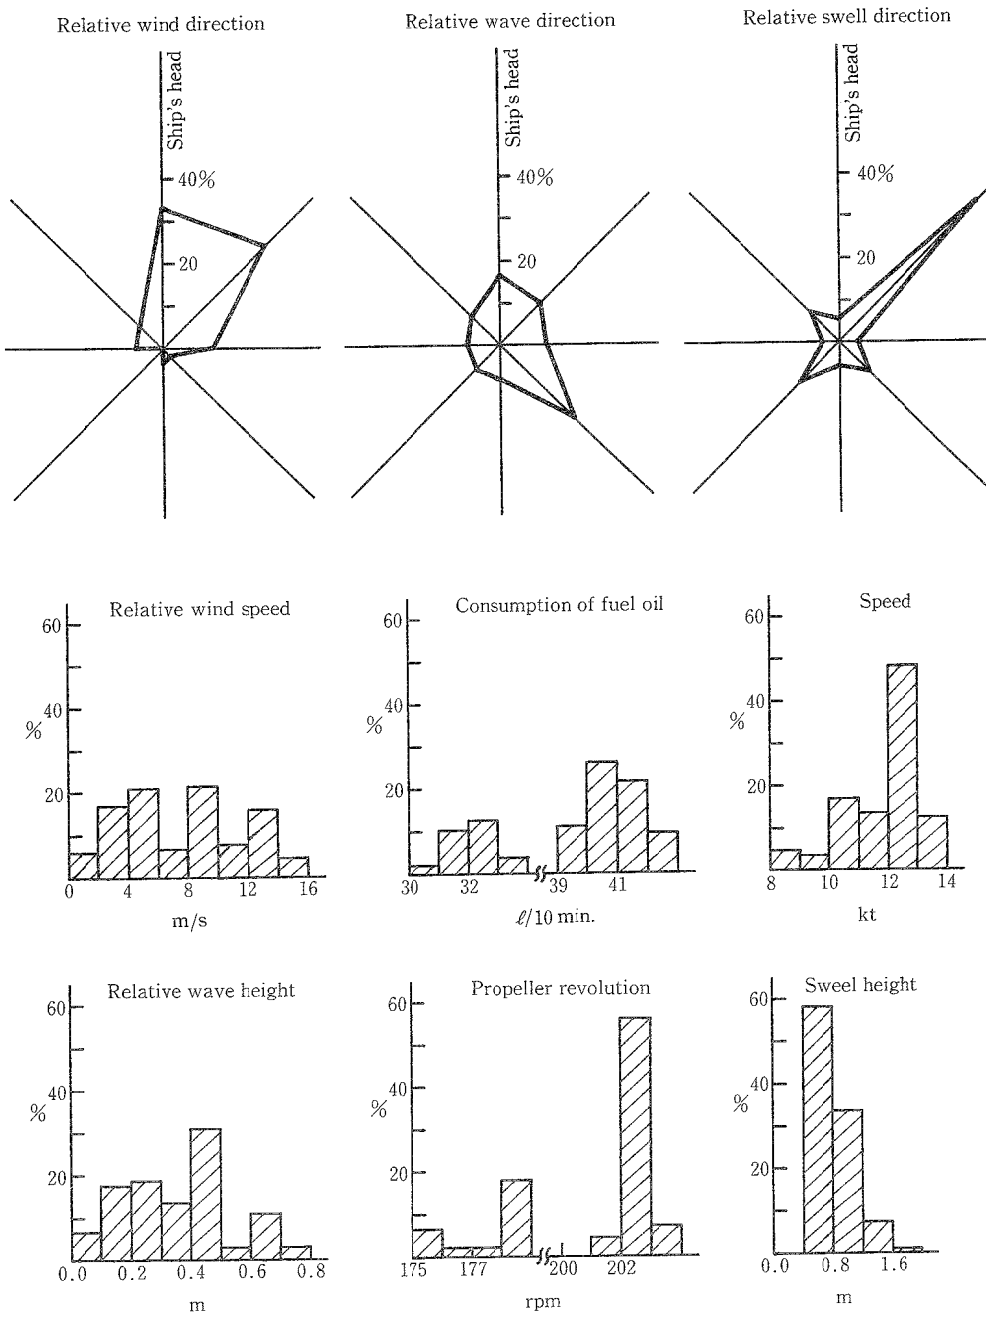 Relative wind direction
Relative wave direction
Relative swell direction
Ship's head
Ship's head
Ship's head
40%
40%
40%
20
20
20
Relative wind speed
Consumption of fuel oil
Speed
60
60
60
40
40
40
%
%
%
20
20
20
0 4 8 12 16
30 32 39 41
8 10 12 14
m/s
ℓ/10 min.
kt
Relative wave height
Propeller revolution
Sweel height
60
60
60
40
40
40
%
%
%
20
20
20
0.0 0.2 0.4 0.6 0.8
175 177 200 202
0.0 0.8 1.6
m
rpm
m